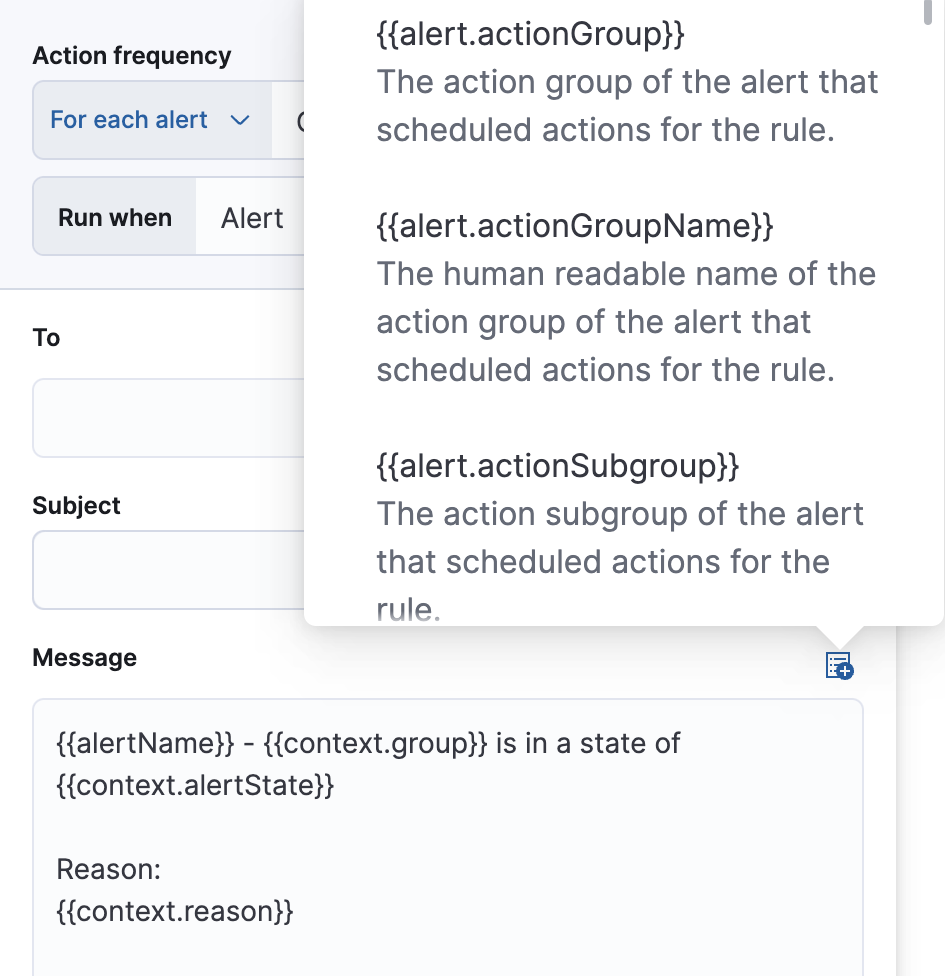 Action frequency
For each alert
Run when
Alert
{{alert.actionGroup}}
The action group of the alert that
scheduled actions for the rule.
{{alert.actionGroupName}}
The human readable name of the
action group of the alert that
scheduled actions for the rule.
{{alert.actionSubgroup}}
The action subgroup of the alert
that scheduled actions for the
rule.
To
Subject
Message
{{alertName}} - {{context.group}} is in a state of
{{context.alertState}}
Reason:
{{context.reason}}